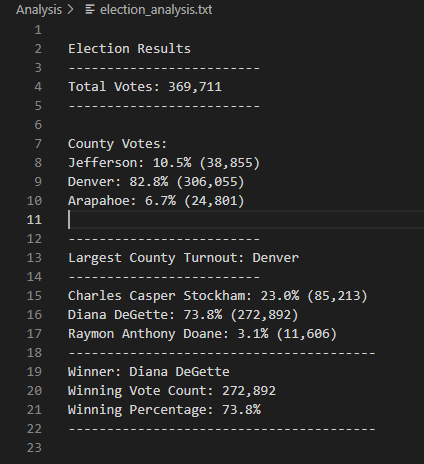 Analysis > election_analysis.txt
1
2 Election Results
3 -------------------------
4 Total Votes: 369,711
5 -------------------------
6
7 County Votes:
8 Jefferson: 10.5% (38,855)
9 Denver: 82.8% (306,055)
10 Arapahoe: 6.7% (24,801)
11
12 -------------------------
13 Largest County Turnout: Denver
14 -------------------------
15 Charles Casper Stockham: 23.0% (85,213)
16 Diana DeGette: 73.8% (272,892)
17 Raymon Anthony Doane: 3.1% (11,606)
18 ----------------------------------------
19 Winner: Diana DeGette
20 Winning Vote Count: 272,892
21 Winning Percentage: 73.8%
22 ----------------------------------------
23